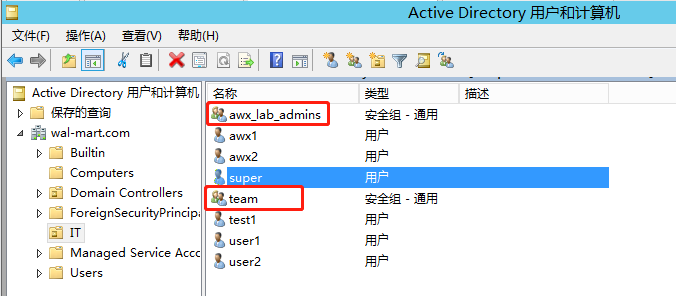 Active Directory 用户和计算机
文件(F) 操作(A) 查看(V) 帮助(H)
Active Directory 用户和计算机
保存的查询
wal-mart.com
Builtin
Computers
Domain Controllers
ForeignSecurityPrincipa
IT
Managed Service Acco
Users
名称 类型 描述
awx_lab_admins 安全组 - 通用
awx1 用户
awx2 用户
super 用户
team 安全组 - 通用
test1 用户
user1 用户
user2 用户